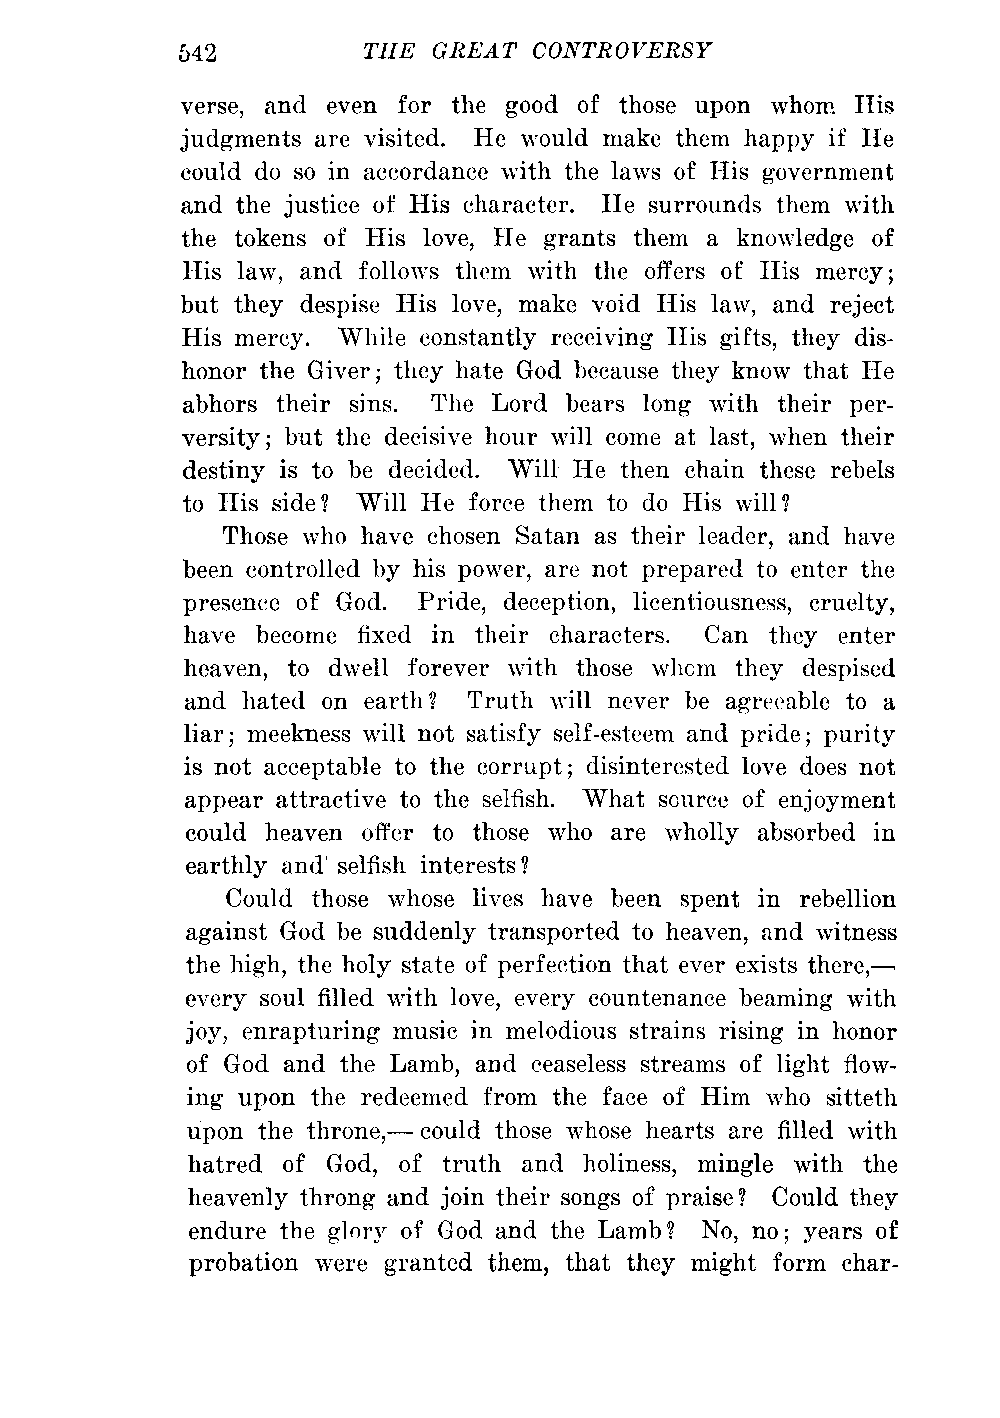 542 THE GREAT CONTROVERSY
verse, and even for the good of those upon whom His
judgments are visited. He would make them happy if He
could do so in accordance with the laws of His government
and the justice of His character. He surrounds them with
the tokens of His love, He grants them a knowledge of
His law, and follows them with the offers of His mercy;
but they despise His love, make void His law, and reject
His mercy. While constantly receiving His gifts, they dis-
honor the Giver; they hate God because they know that He
abhors their sins. The Lord bears long with their per-
versity; but the decisive hour will come at last, when their
destiny is to be decided. Will He then chain these rebels
to His side? Will He force them to do His will?
Those who have chosen Satan as their leader, and have
been controlled by his power, are not prepared to enter the
presence of God. Pride, deception, licentiousness, cruelty,
have become fixed in their characters. Can they enter
heaven, to dwell forever with those whom they despised
and hated on earth? Truth will never be agreeable to a
liar; meekness will not satisfy self-esteem and pride; purity
is not acceptable to the corrupt; disinterested love does not
appear attractive to the selfish. What source of enjoyment
could heaven offer to those who are wholly absorbed in
earthly and selfish interests?
Could those whose lives have been spent in rebellion
against God be suddenly transported to heaven, and witness
the high, the holy state of perfection that ever exists there,—
every soul filled with love, every countenance beaming with
joy, enrapturing music in melodious strains rising in honor
of God and the Lamb, and ceaseless streams of light flow-
ing upon the redeemed from the face of Him who sitteth
upon the throne,— could those whose hearts are filled with
hatred of God, of truth and holiness, mingle with the
heavenly throng and join their songs of praise? Could they
endure the glory of God and the Lamb? No, no; years of
probation were granted them, that they might form char-